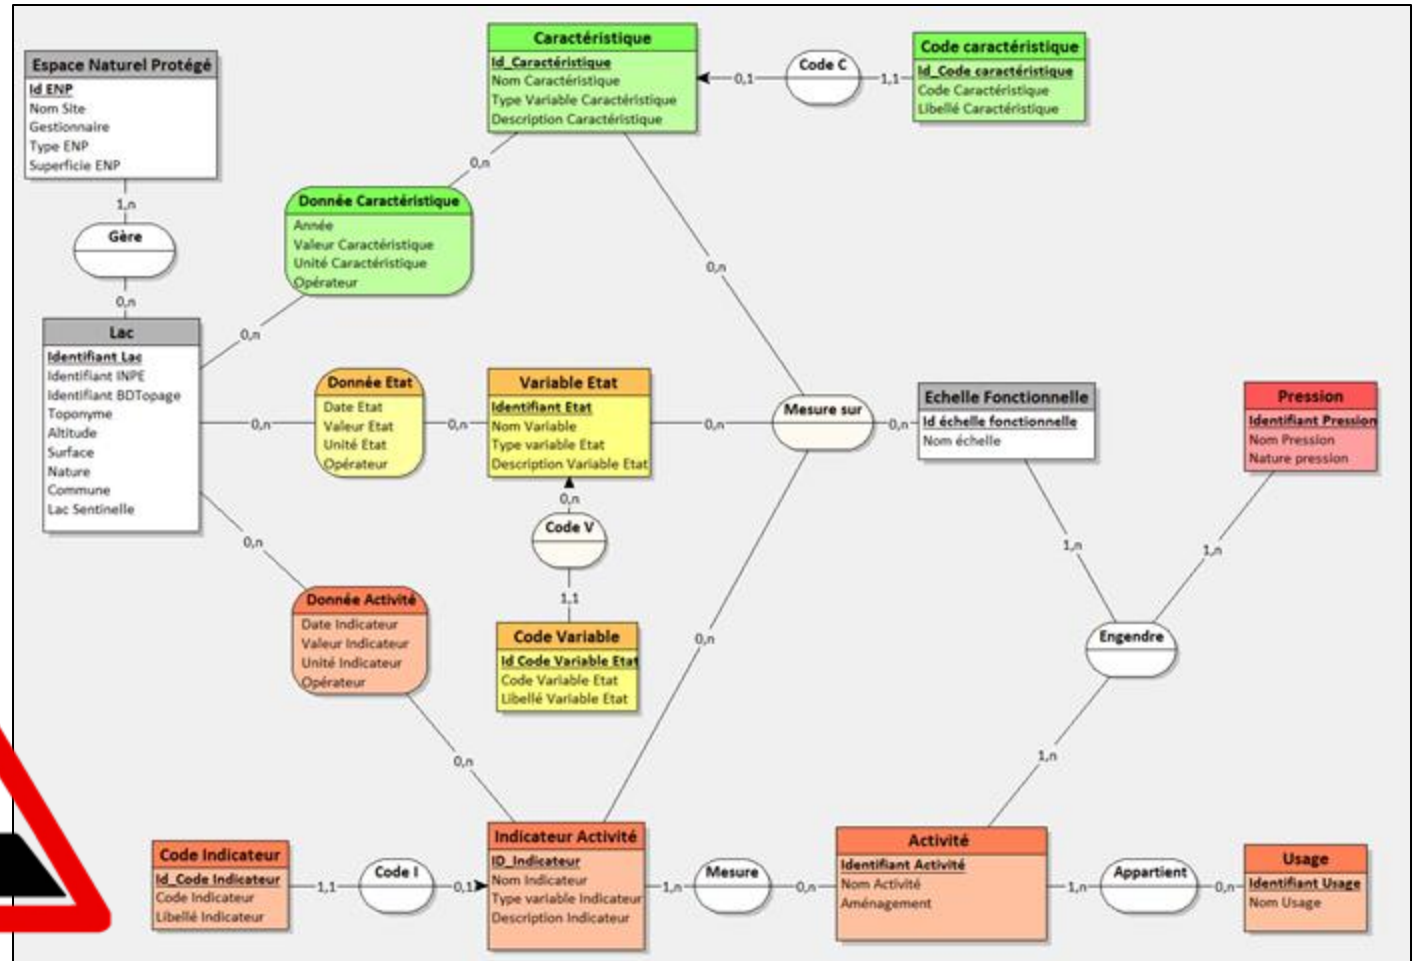 Espace Naturel Protégé
Id ENP
Nom Site
Gestionnaire
Type ENP
Superficie ENP
1,n
Gère
0,n
Lac
Identifiant Lac
Identifiant INPE
Identifiant BDTopage
Toponyme
Altitude
Surface
Nature
Commune
Lac Sentinelle
Caractéristique
Id_Caractéristique
Nom Caractéristique
Type Variable Caractéristique
Description Caractéristique
0,1
Code C
1,1
Code caractéristique
Id_Code caractéristique
Code Caractéristique
Libellé Caractéristique
0,n
Donnée Caractéristique
Année
Valeur Caractéristique
Unité Caractéristique
Opérateur
0,n
0,n
0,n
Donnée Etat
Date Etat
Valeur Etat
Unité Etat
Opérateur
0,n
Variable Etat
Identifiant Etat
Nom Variable
Type variable Etat
Description Variable Etat
0,n
Mesure sur
0,n
Echelle Fonctionnelle
Id échelle fonctionnelle
Nom échelle
Pression
Identifiant Pression
Nom Pression
Nature pression
0,n
Code V
1,1
Code Variable
Id Code Variable Etat
Code Variable Etat
Libellé Variable Etat
0,n
Donnée Activité
Date Indicateur
Valeur Indicateur
Unité Indicateur
Opérateur
0,n
0,n
1,n
1,n
Engendre
1,n
Code Indicateur
Id_Code Indicateur
Code Indicateur
Libellé Indicateur
1,1
Code I
0,1
Indicateur Activité
ID_Indicateur
Nom Indicateur
Type variable Indicateur
Description Indicateur
1,n
Mesure
0,n
Activité
Identifiant Activité
Nom Activité
Aménagement
1,n
Appartient
0,n
Usage
Identifiant Usage
Nom Usage